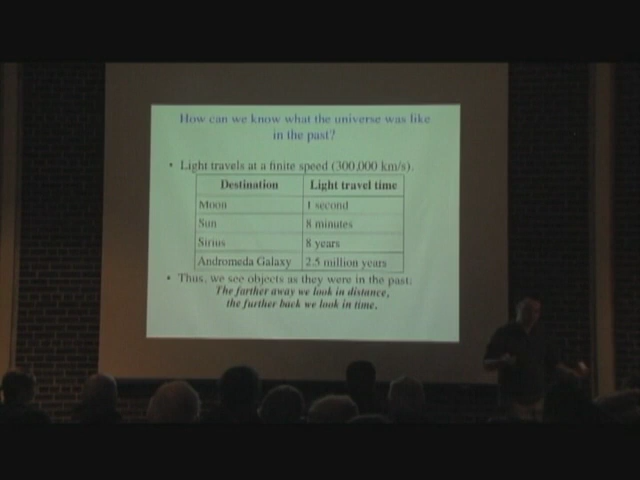 How can we know what the universe was like
in the past?
• Light travels at a finite speed (300,000 km/s).
Destination Light travel time
Moon 1 second
Sun 8 minutes
Sirius 8 years
Andromeda Galaxy 2.5 million years
• Thus, we see objects as they were in the past:
The farther away we look in distance,
the further back we look in time.